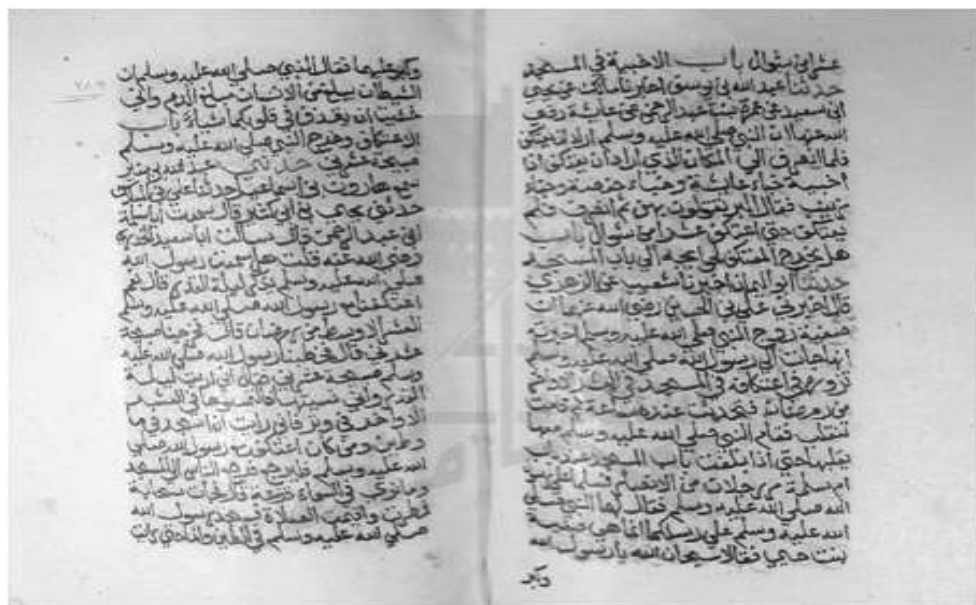 عشرا من شوال باب الاخبية في المسجد
حدثنا عبد الله بن يوسف اخبرنا مالك عن يحيى
ابن سعيد عن عمرة بنت عبد الرحمن عن عايشة رضي
الله عنها ان النبي صلى الله عليه وسلم اراد ان يعتكف
فلما انصرف الى المكان الذي اراد ان يعتكف اذا
اخبية خباء عايشة وخباء حفصة وخباء
زينب فقال البر تقولون بهن ثم انصرف فلم
يعتكف حتى اعتكف عشرا من شوال باب
هل يخرج المعتكف لحوائجه الى باب المسجد
حدثنا ابو اليمان اخبرنا شعيب عن الزهري
قال اخبرني علي بن الحسين رضي الله عنهما ان
صفية زوج النبي صلى الله عليه وسلم اخبرته
انها جات الى رسول الله صلى الله عليه وسلم
تزوره في اعتكافه في المسجد في العشر الاواخر
من رمضان فتحدثت عنده ساعة ثم قامت
تنقلب فقام النبي صلى الله عليه وسلم معها
يقلبها حتى اذا بلغت باب المسجد عند باب
ام سلمة مر رجلان من الانصار فسلما على رسول
الله صلى الله عليه وسلم فقال لهما النبي صلى
الله عليه وسلم على رسلكما انما هي صفية
بنت حيي فقالا سبحان الله يا رسول الله
وكبر
وكبر عليهما فقال النبي صلى الله عليه وسلم ان
الشيطان يبلغ من الانسان مبلغ الدم واني
خشيت ان يقذف في قلوبكما شيأ باب
الاعتكاف وخرج النبي صلى الله عليه وسلم
صبيحة عشرين حدثني عبد الله بن منير
سمع هارون بن اسماعيل حدثنا علي بن المبارك
حدثني يحيى بن ابي كثير قال سمعت ابا سلمة
ابن عبد الرحمن قال سالت ابا سعيد الخدري
رضي الله عنه قلت هل سمعت رسول الله
صلى الله عليه وسلم يذكر ليلة القدر قال نعم
اعتكفنا مع رسول الله صلى الله عليه وسلم
العشر الاوسط من رمضان قال فخرجنا صبيحة
عشرين قال فخطبنا رسول الله صلى الله عليه
وسلم صبيحة عشرين فقال اني اريت ليلة
القدر واني نسيتها فالتمسوها في العشر
الاواخر في وتر فاني رايت ان اسجد في ما
وطين ومن كان اعتكف مع رسول الله صلى
الله عليه وسلم فليرجع فرجع الناس الى المسجد
وما نرى في السماء قزعة قال فجات سحابة
فمطرت واقيمت الصلاة فسجد رسول الله
صلى الله عليه وسلم في الطين والماء حتى رايت